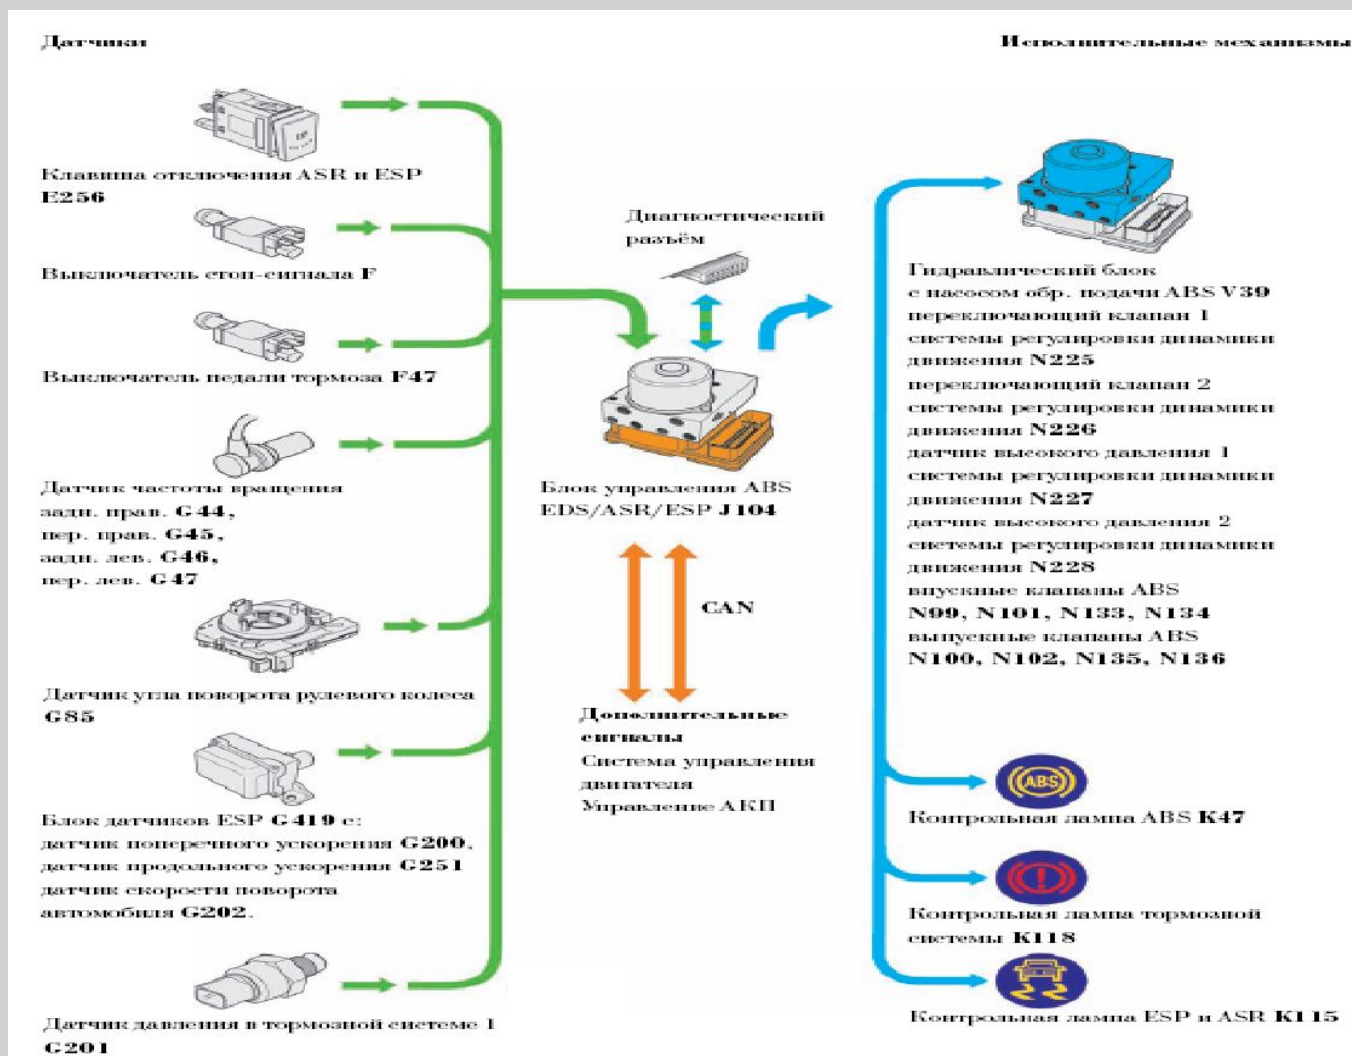 Датчики
Исполнительные механизмы
Клавиша отключения ASR и ESP
E256
Выключатель стоп-сигнала F
Выключатель педали тормоза F47
Датчик частоты вращения
задн. прав. G44,
пер. прав. G45,
задн. лев. G46,
пер. лев. G47
Датчик угла поворота рулевого колеса
G85
Блок датчиков ESP G419 с:
датчик поперечного ускорения G200,
датчик продольного ускорения G251
датчик скорости поворота
автомобиля G202.
Датчик давления в тормозной системе 1
G201
Диагностический
разъём
Блок управления ABS
EDS/ASR/ESP J104
CAN
Дополнительные
сигналы
Система управления
двигателя
Управление АКП
Гидравлический блок
с насосом обр. подачи ABS V39
переключающий клапан 1
системы регулировки динамики
движения N225
переключающий клапан 2
системы регулировки динамики
движения N226
датчик высокого давления 1
системы регулировки динамики
движения N227
датчик высокого давления 2
системы регулировки динамики
движения N228
впускные клапаны ABS
N99, N101, N133, N134
выпускные клапаны ABS
N100, N102, N135, N136
ABS
Контрольная лампа ABS K47
Контрольная лампа тормозной
системы K118
Контрольная лампа ESP и ASR K115